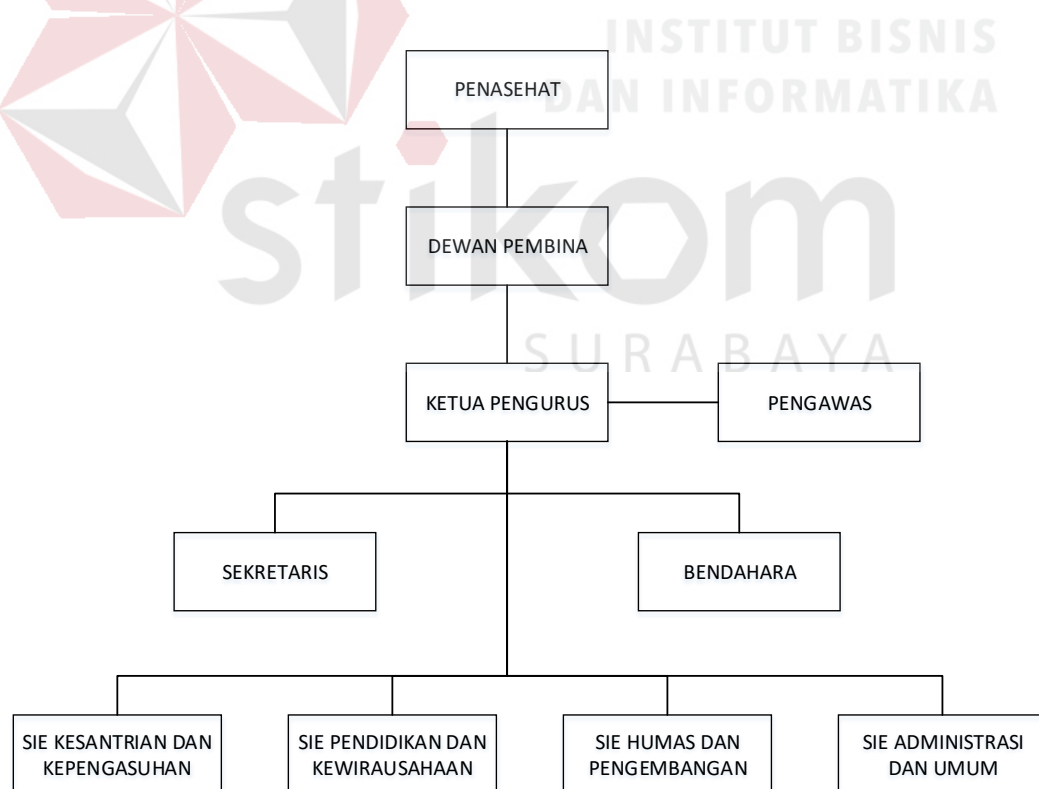 INSTITUT BISNIS
DAN INFORMATIKA
stikom
SURABAYA
PENASEHAT
DEWAN PEMBINA
KETUA PENGURUS
PENGAWAS
SEKRETARIS
BENDAHARA
SIE KESANTRIAN DAN
KEPENGASUHAN
SIE PENDIDIKAN DAN
KEWIRAUSAHAAN
SIE HUMAS DAN
PENGEMBANGAN
SIE ADMINISTRASI
DAN UMUM